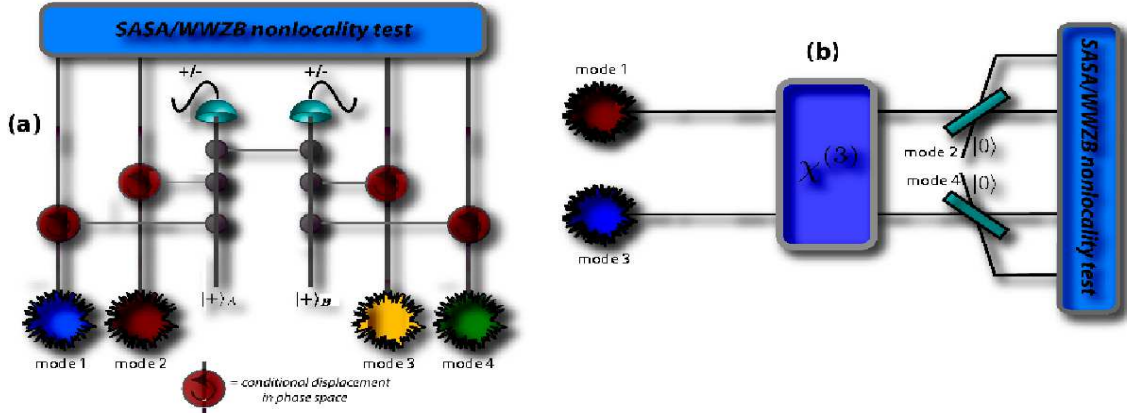 SASA/WWZB nonlocality test
+/-
+/-
(a)
|+⟩A
|+⟩B
mode 1
mode 2
mode 3
mode 4
= conditional displacement
in phase space
(b)
mode 1
mode 3
χ(3)
mode 2
|0⟩
mode 4
|0⟩
SASA/WWZB nonlocality test